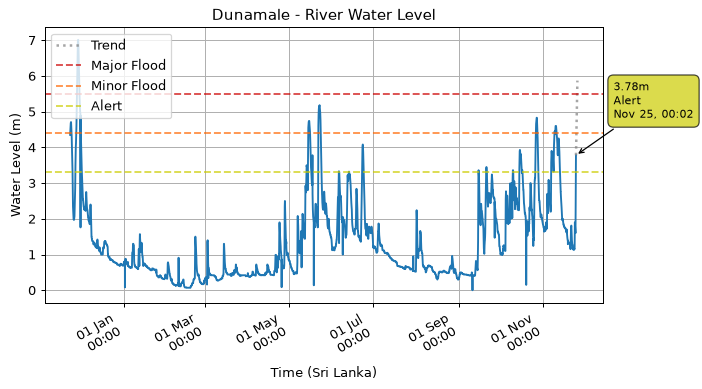 Dunamale - River Water Level
Trend
Major Flood
Minor Flood
Alert
3.78m
Alert
Nov 25, 00:02
Water Level (m)
7
6
5
4
3
2
1
0
01 Jan
00:00
01 Mar
00:00
01 May
00:00
01 Jul
00:00
01 Sep
00:00
01 Nov
00:00
Time (Sri Lanka)